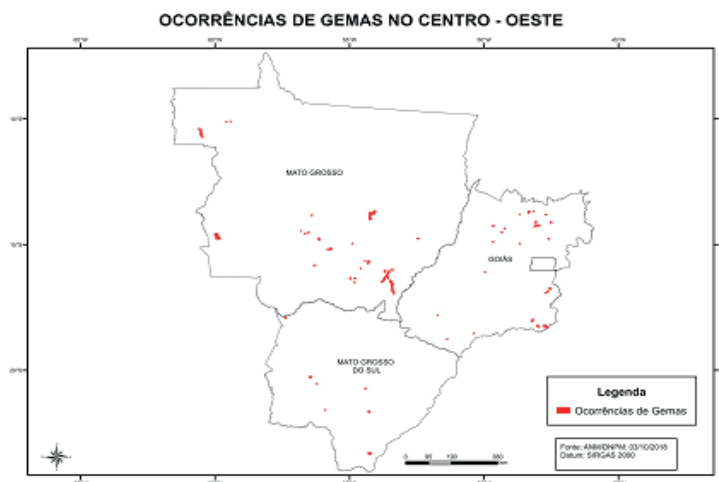 OCORRÊNCIAS DE GEMAS NO CENTRO - OESTE
MATO GROSSO
GOIÁS
MATO GROSSO
DO SUL
Legenda
Ocorrências de Gemas
Fonte: ANM/DNPM: 03/10/2018
Datum: SIRGAS 2000